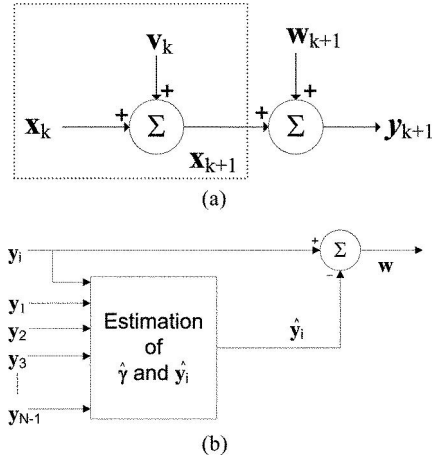 v_k
w_{k+1}
+ +
x_k + Σ + Σ y_{k+1}
x_{k+1}
(a)
y_i + Σ w
−
y_1
y_2 Estimation
of
y_3 γ̂ and ŷ_i ŷ_i
y_{N-1}
(b)